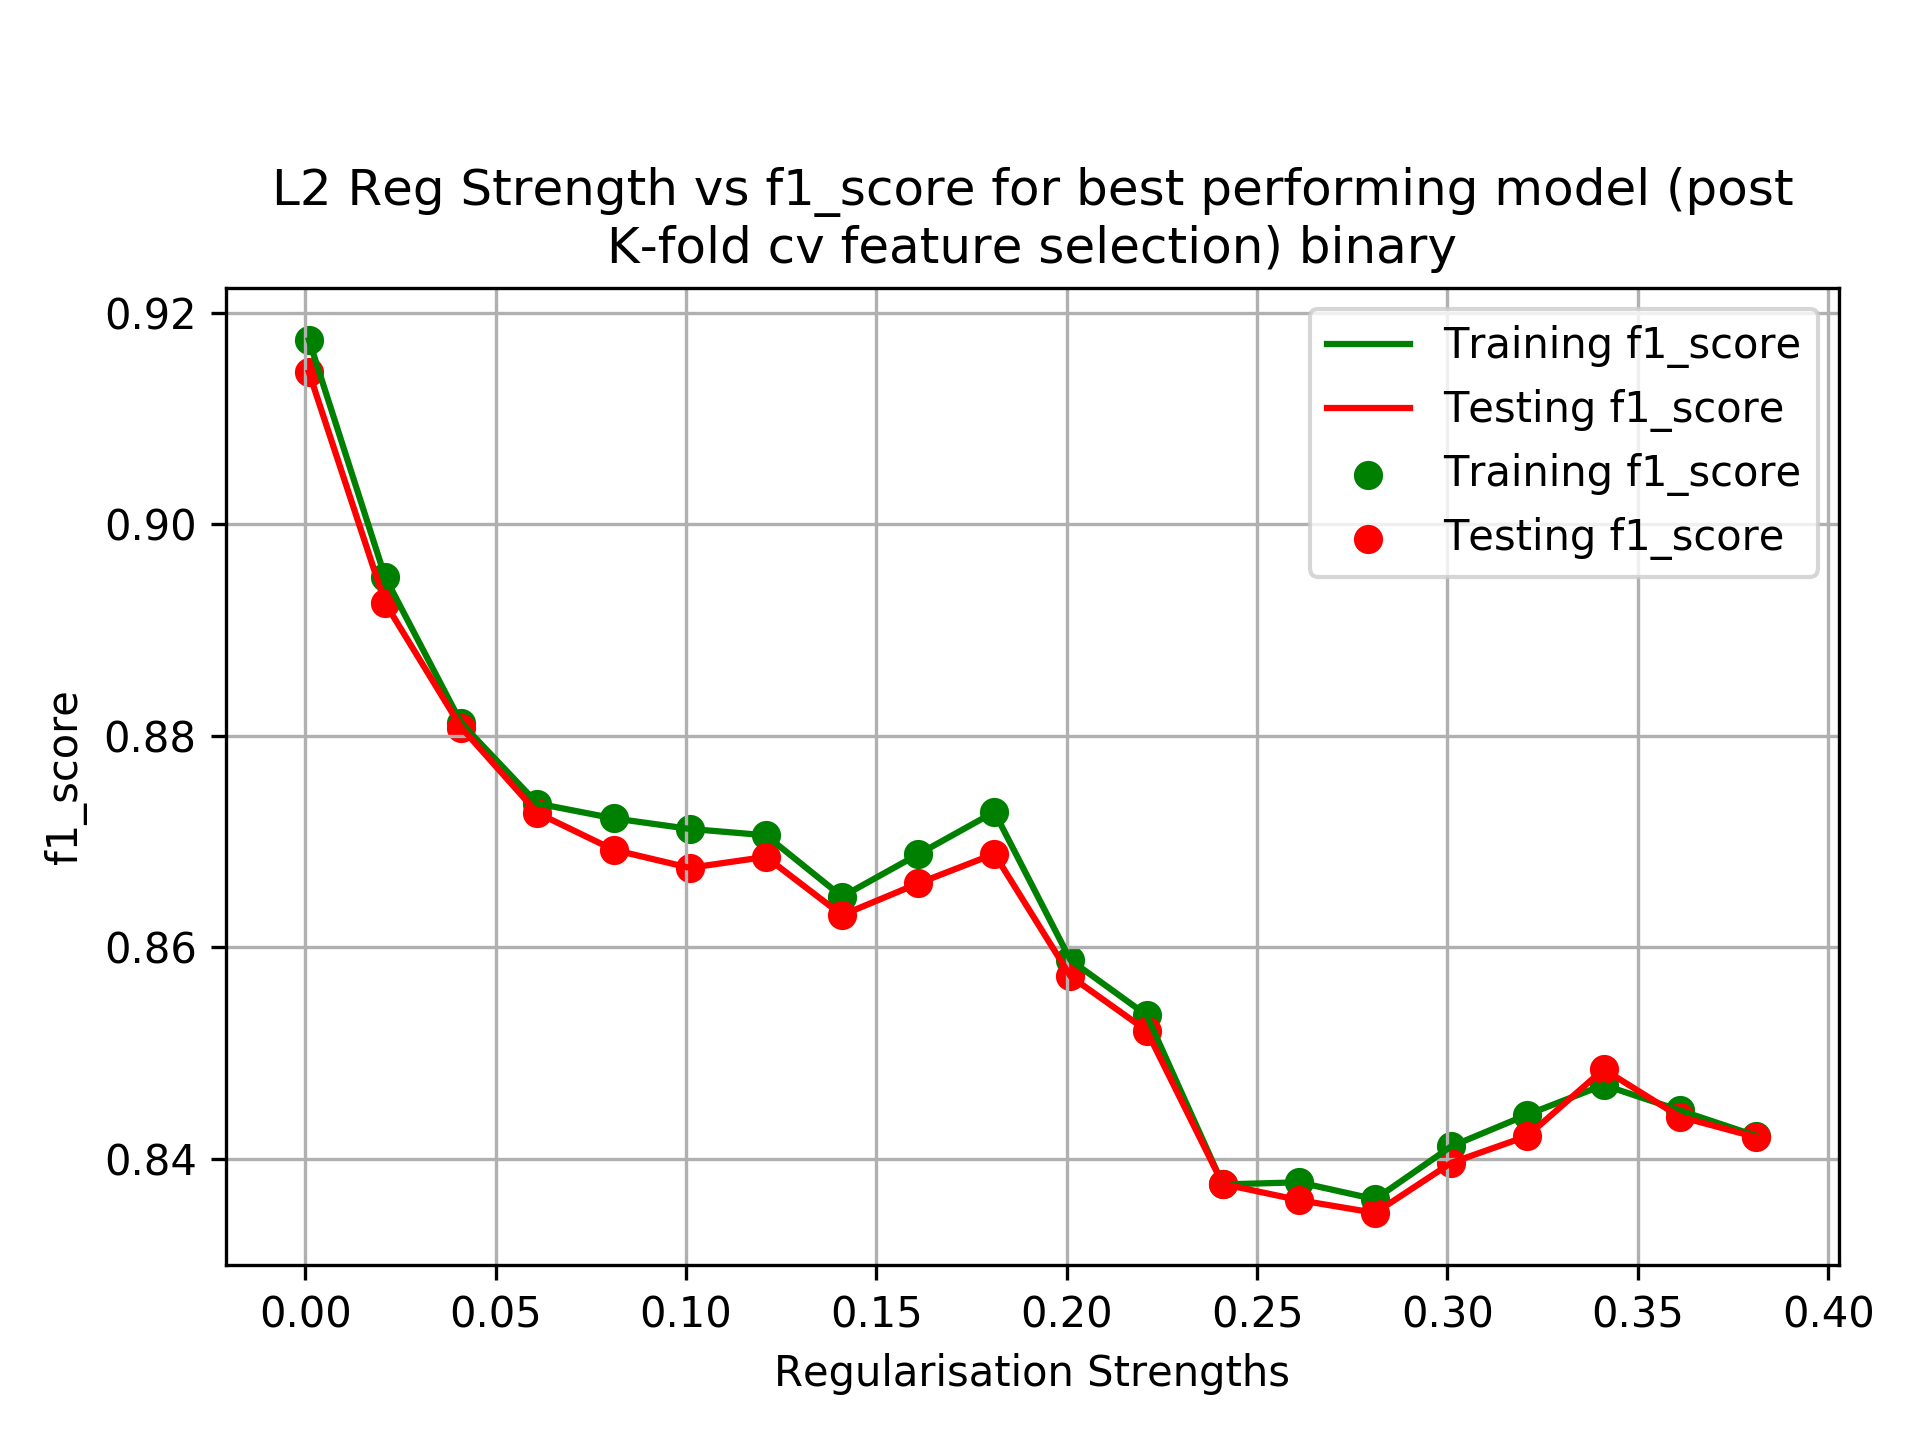 L2 Reg Strength vs f1_score for best performing model (post
K-fold cv feature selection) binary
0.92
0.90
0.88
0.86
0.84
f1_score
Training f1_score
Testing f1_score
Training f1_score
Testing f1_score
0.00 0.05 0.10 0.15 0.20 0.25 0.30 0.35 0.40
Regularisation Strengths